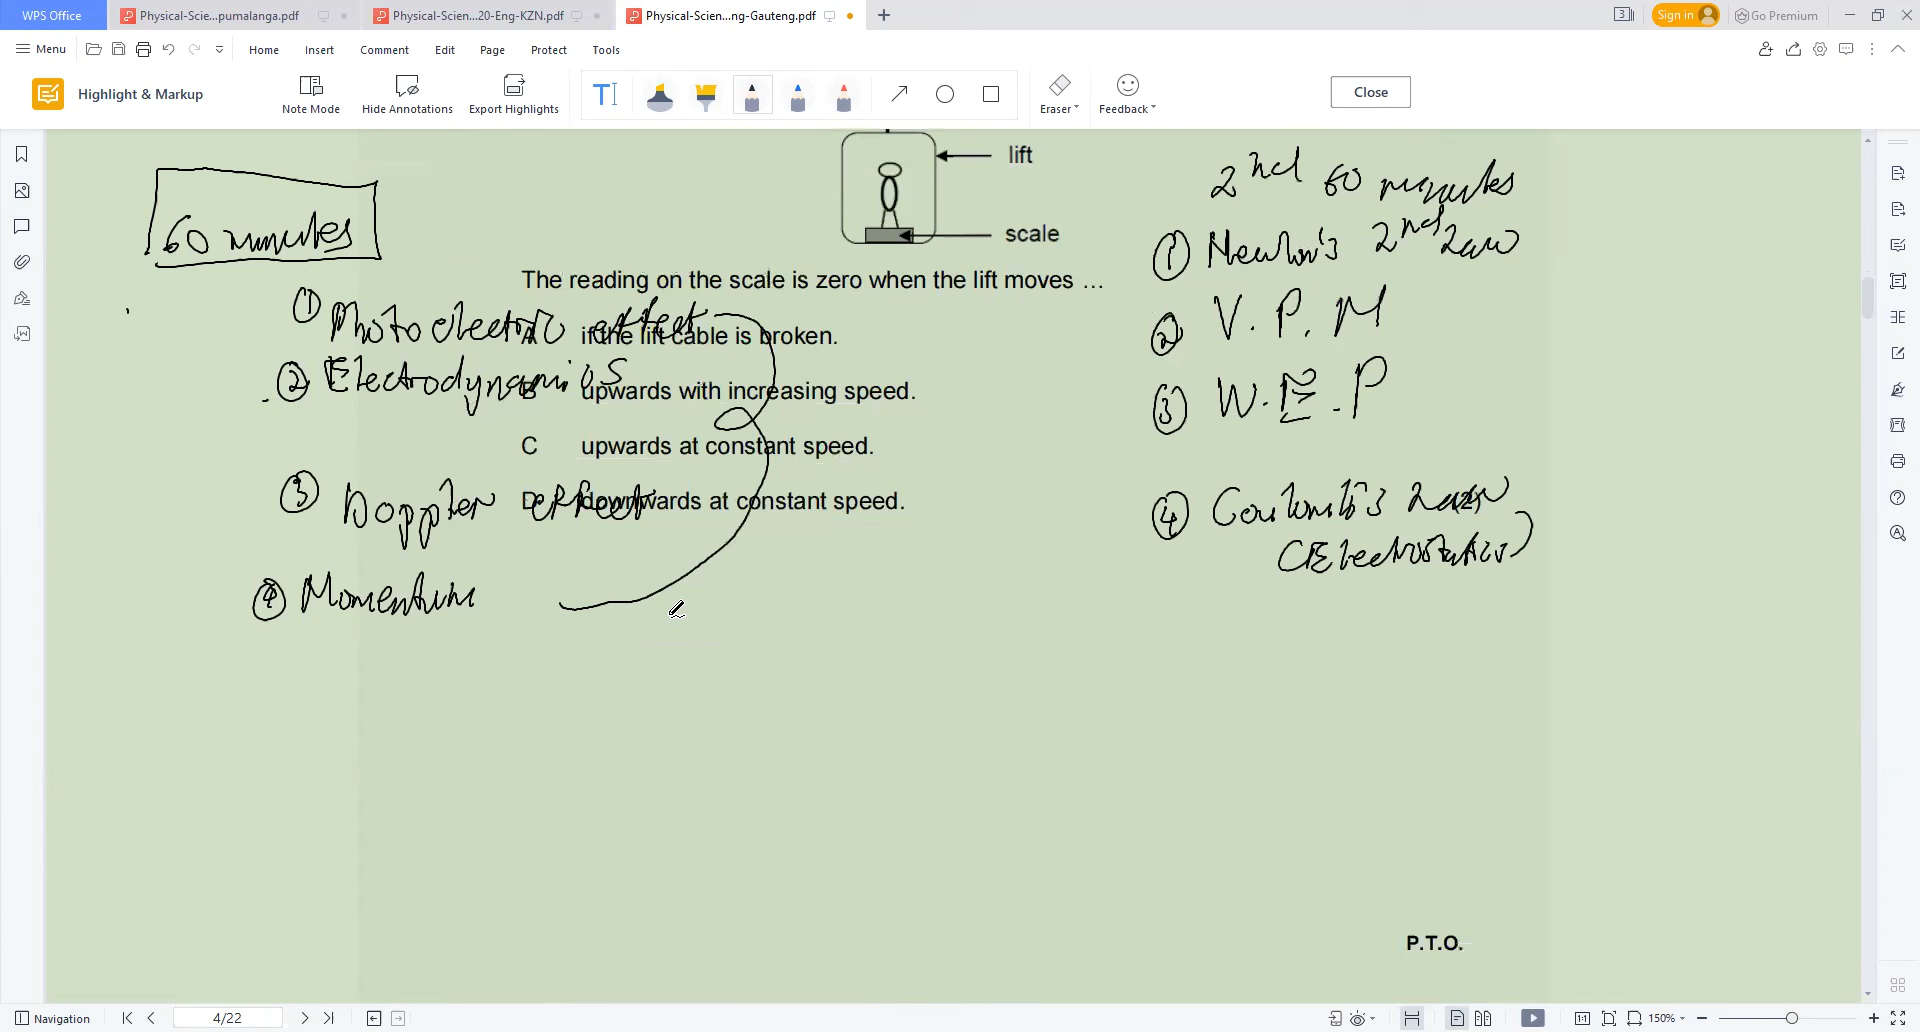 WPS Office
Physical-Scie...pumalanga.pdf
Physical-Scien...20-Eng-KZN.pdf
Physical-Scien...ng-Gauteng.pdf
3
Sign in
Go Premium
Menu
Home
Insert
Comment
Edit
Page
Protect
Tools
Highlight & Markup
Note Mode
Hide Annotations
Export Highlights
T
Eraser
Feedback
Close
lift
scale
The reading on the scale is zero when the lift moves …
A if the lift cable is broken.
B upwards with increasing speed.
C upwards at constant speed.
D downwards at constant speed.
(2)
60 minutes
① Photoelectric effect
② Electrodynamics
③ Doppler effect
④ Momentum
2nd 60 minutes
① Newton's 2nd Law
② V.P.M
③ W.E.P
④ Coulomb's Law
(Electrostatics)
P.T.O.
Navigation
4/22
1:1
150%